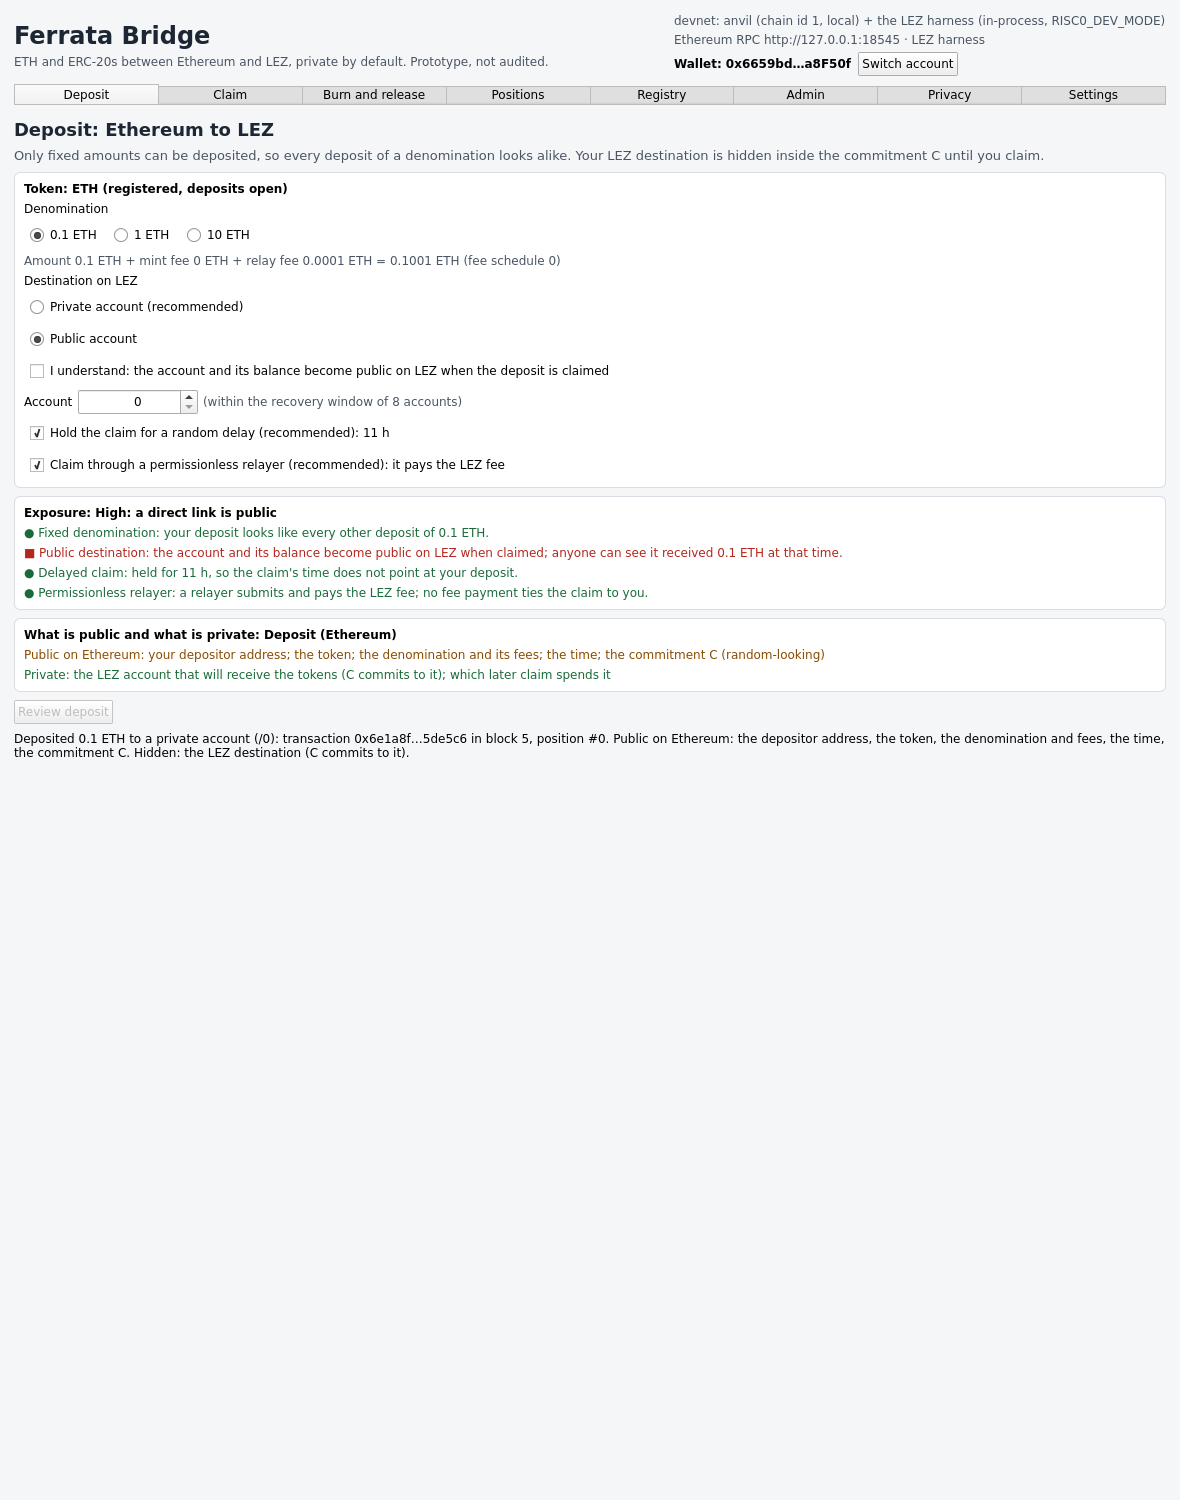 Ferrata Bridge
ETH and ERC-20s between Ethereum and LEZ, private by default. Prototype, not audited.
devnet: anvil (chain id 1, local) + the LEZ harness (in-process, RISC0_DEV_MODE)
Ethereum RPC http://127.0.0.1:18545 · LEZ harness
Wallet: 0x6659bd…a8F50f Switch account
Deposit Claim Burn and release Positions Registry Admin Privacy Settings
Deposit: Ethereum to LEZ
Only fixed amounts can be deposited, so every deposit of a denomination looks alike. Your LEZ destination is hidden inside the commitment C until you claim.
Token: ETH (registered, deposits open)
Denomination
0.1 ETH 1 ETH 10 ETH
Amount 0.1 ETH + mint fee 0 ETH + relay fee 0.0001 ETH = 0.1001 ETH (fee schedule 0)
Destination on LEZ
Private account (recommended)
Public account
I understand: the account and its balance become public on LEZ when the deposit is claimed
Account 0 (within the recovery window of 8 accounts)
Hold the claim for a random delay (recommended): 11 h
Claim through a permissionless relayer (recommended): it pays the LEZ fee
Exposure: High: a direct link is public
● Fixed denomination: your deposit looks like every other deposit of 0.1 ETH.
■ Public destination: the account and its balance become public on LEZ when claimed; anyone can see it received 0.1 ETH at that time.
● Delayed claim: held for 11 h, so the claim's time does not point at your deposit.
● Permissionless relayer: a relayer submits and pays the LEZ fee; no fee payment ties the claim to you.
What is public and what is private: Deposit (Ethereum)
Public on Ethereum: your depositor address; the token; the denomination and its fees; the time; the commitment C (random-looking)
Private: the LEZ account that will receive the tokens (C commits to it); which later claim spends it
Review deposit
Deposited 0.1 ETH to a private account (/0): transaction 0x6e1a8f…5de5c6 in block 5, position #0. Public on Ethereum: the depositor address, the token, the denomination and fees, the time,
the commitment C. Hidden: the LEZ destination (C commits to it).